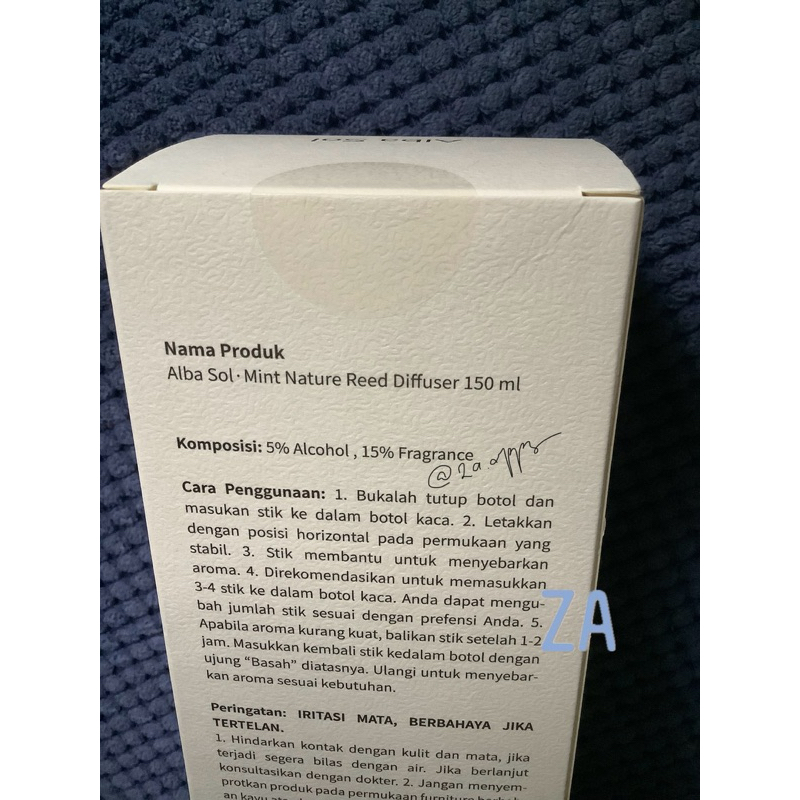 Alba Sol
Nama Produk
Alba Sol · Mint Nature Reed Diffuser 150 ml
Komposisi: 5% Alcohol , 15% Fragrance
Cara Penggunaan: 1. Bukalah tutup botol dan
masukan stik ke dalam botol kaca. 2. Letakkan
dengan posisi horizontal pada permukaan yang
stabil. 3. Stik membantu untuk menyebarkan
aroma. 4. Direkomendasikan untuk memasukkan
3-4 stik ke dalam botol kaca. Anda dapat mengu-
bah jumlah stik sesuai dengan prefensi Anda. 5.
Apabila aroma kurang kuat, balikan stik setelah 1-2
jam. Masukkan kembali stik kedalam botol dengan
ujung “Basah” diatasnya. Ulangi untuk menyebar-
kan aroma sesuai kebutuhan.
ZA
Peringatan: IRITASI MATA, BERBAHAYA JIKA
TERTELAN.
1. Hindarkan kontak dengan kulit dan mata, jika
terjadi segera bilas dengan air. Jika berlanjut
konsultasikan dengan dokter. 2. Jangan menyem-
protkan produk pada permukaan furniture
an kayu